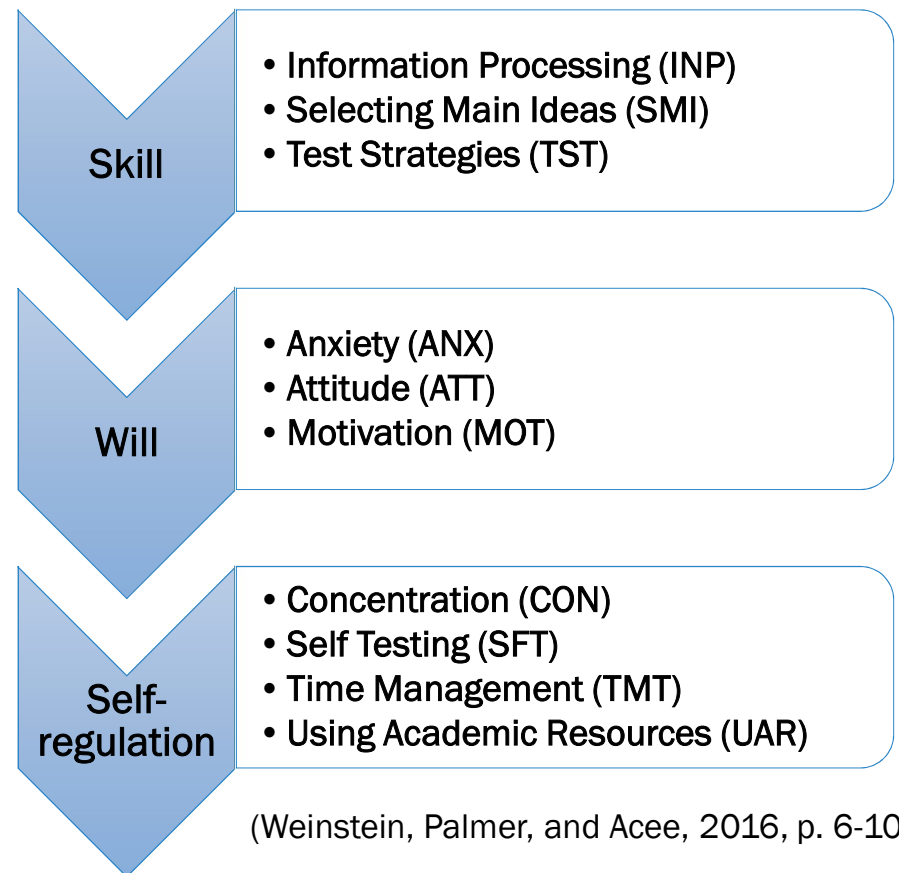 Skill
• Information Processing (INP)
• Selecting Main Ideas (SMI)
• Test Strategies (TST)
Will
• Anxiety (ANX)
• Attitude (ATT)
• Motivation (MOT)
Self-
regulation
• Concentration (CON)
• Self Testing (SFT)
• Time Management (TMT)
• Using Academic Resources (UAR)
(Weinstein, Palmer, and Acee, 2016, p. 6-10